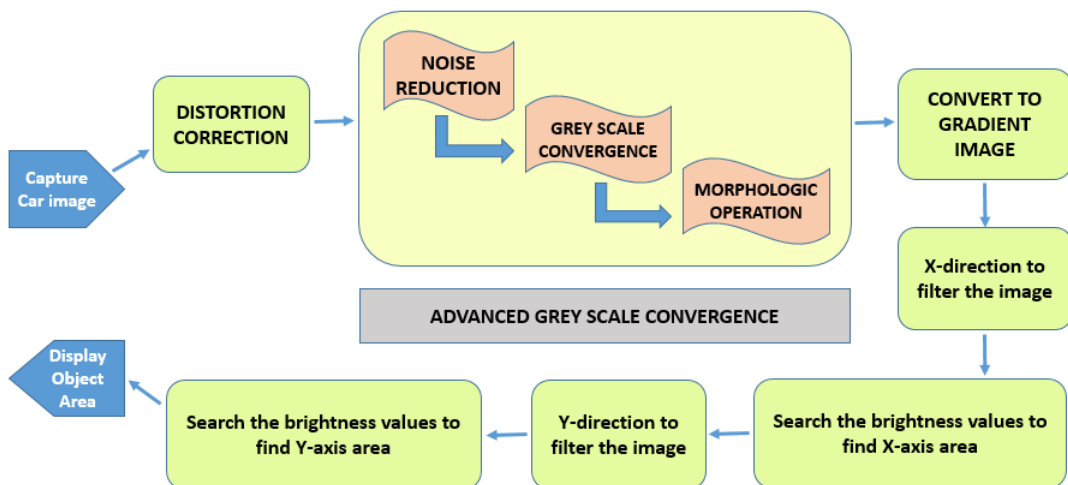 Capture
Car image
DISTORTION
CORRECTION
NOISE
REDUCTION
GREY SCALE
CONVERGENCE
MORPHOLOGIC
OPERATION
ADVANCED GREY SCALE CONVERGENCE
CONVERT TO
GRADIENT
IMAGE
X-direction to
filter the image
Search the brightness values to
find X-axis area
Y-direction to
filter the image
Search the brightness values to
find Y-axis area
Display
Object
Area